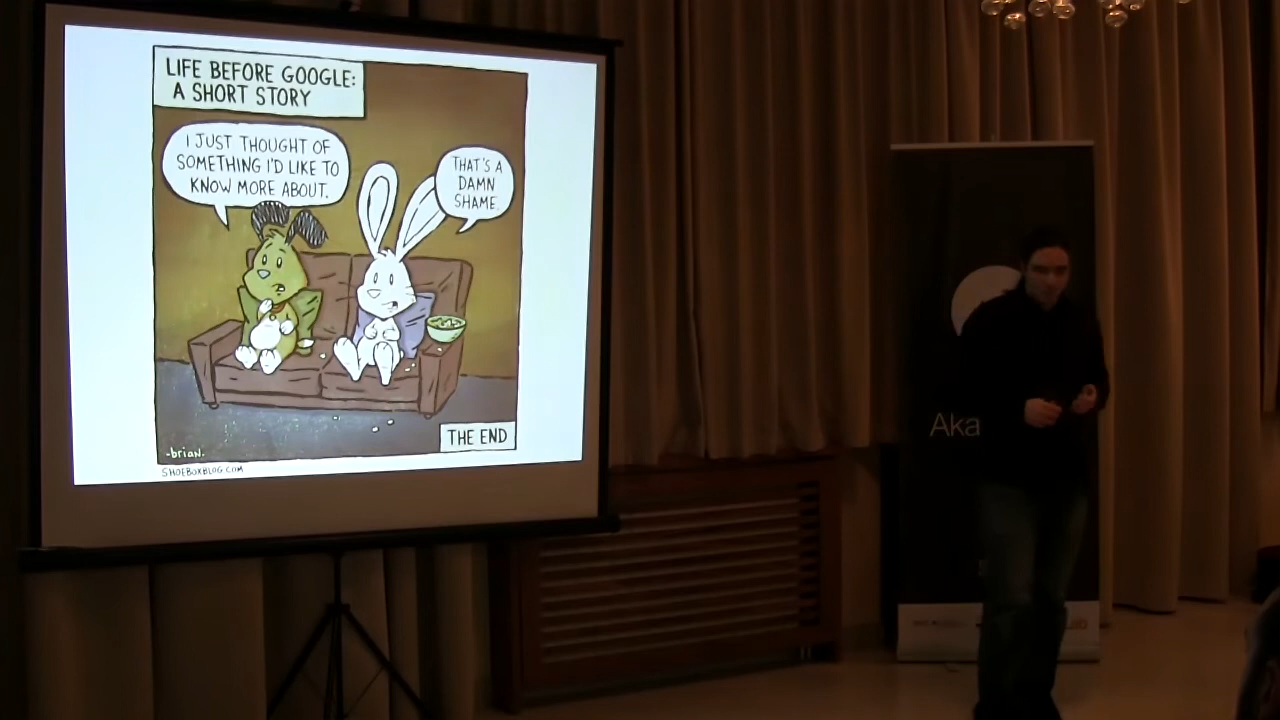 LIFE BEFORE GOOGLE:
A SHORT STORY
I JUST THOUGHT OF
SOMETHING I'D LIKE TO
KNOW MORE ABOUT.
THAT'S A
DAMN
SHAME.
THE END
-brian.
SHOEBOXBLOG.COM
Aka